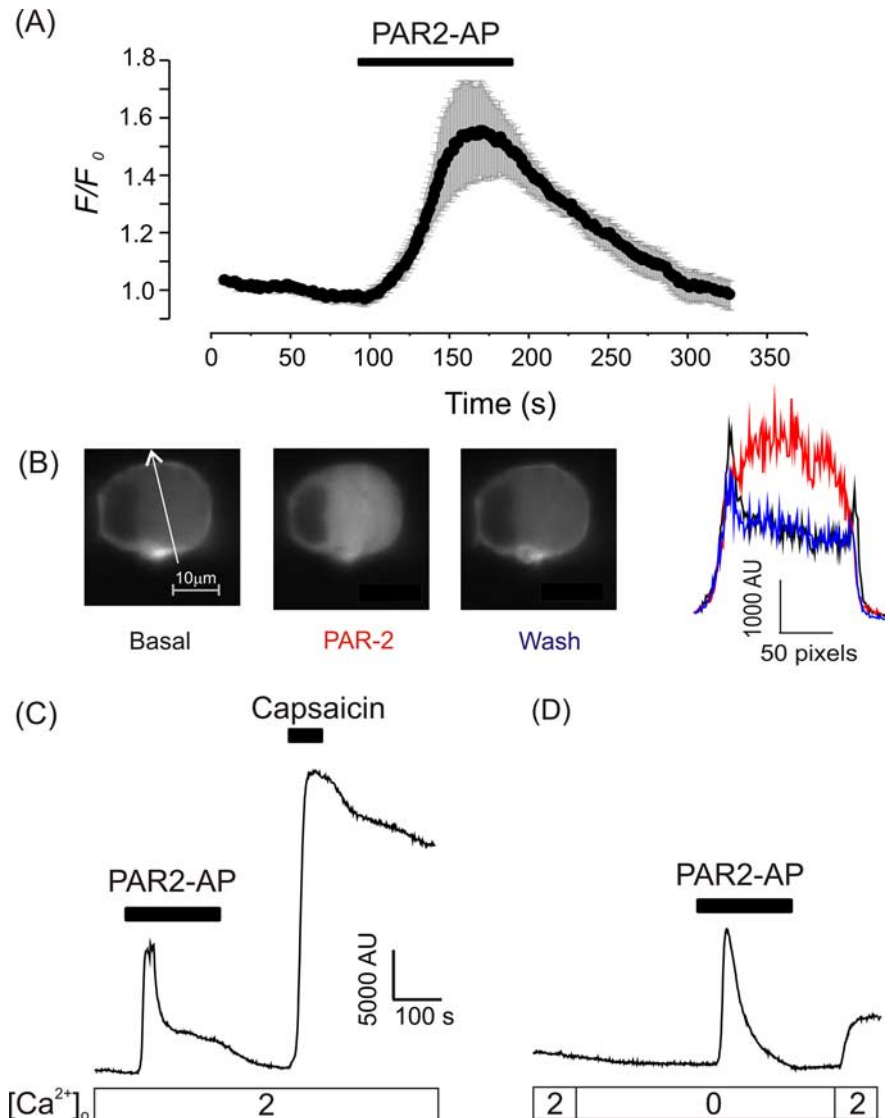 (A)
PAR2-AP
1.8
1.6
1.4
1.2
1.0
F/F₀
0 50 100 150 200 250 300 350
Time (s)
(B)
10μm
Basal
PAR-2
Wash
1000 AU
50 pixels
(C)
Capsaicin
PAR2-AP
5000 AU
100 s
[Ca²⁺]ₒ
2
(D)
PAR2-AP
2 0 2